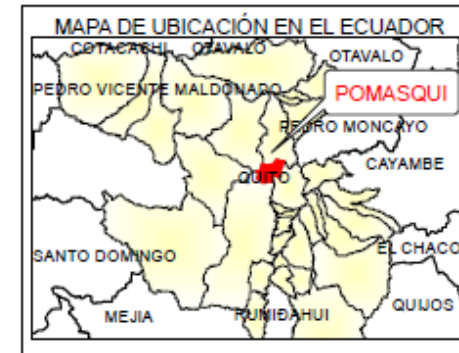 MAPA DE UBICACIÓN EN EL ECUADOR
COTACACHI OTAVALO
OTAVALO
PEDRO VICENTE MALDONADO
POMASQUI
PEDRO MONCAYO
CAYAMBE
QUITO
SANTO DOMINGO
EL CHACO
QUIJOS
MEJIA
RUMIÐAHUI